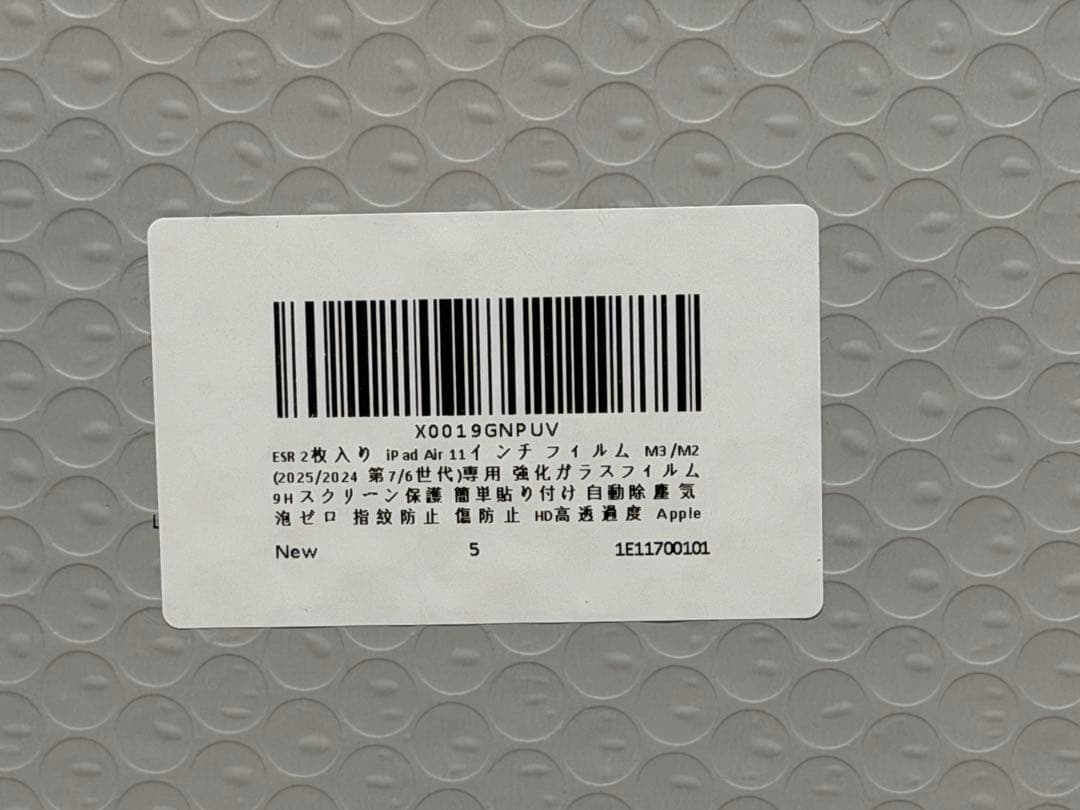 X0019GNPUV
ESR 2枚入り iPad Air 11インチ フィルム M3/M2
(2025/2024 第7/6世代)専用 強化ガラスフィルム
9Hスクリーン保護 簡単貼り付け 自動除塵気
泡ゼロ 指紋防止 傷防止 HD高透過度 Apple
New 5 1E11700101